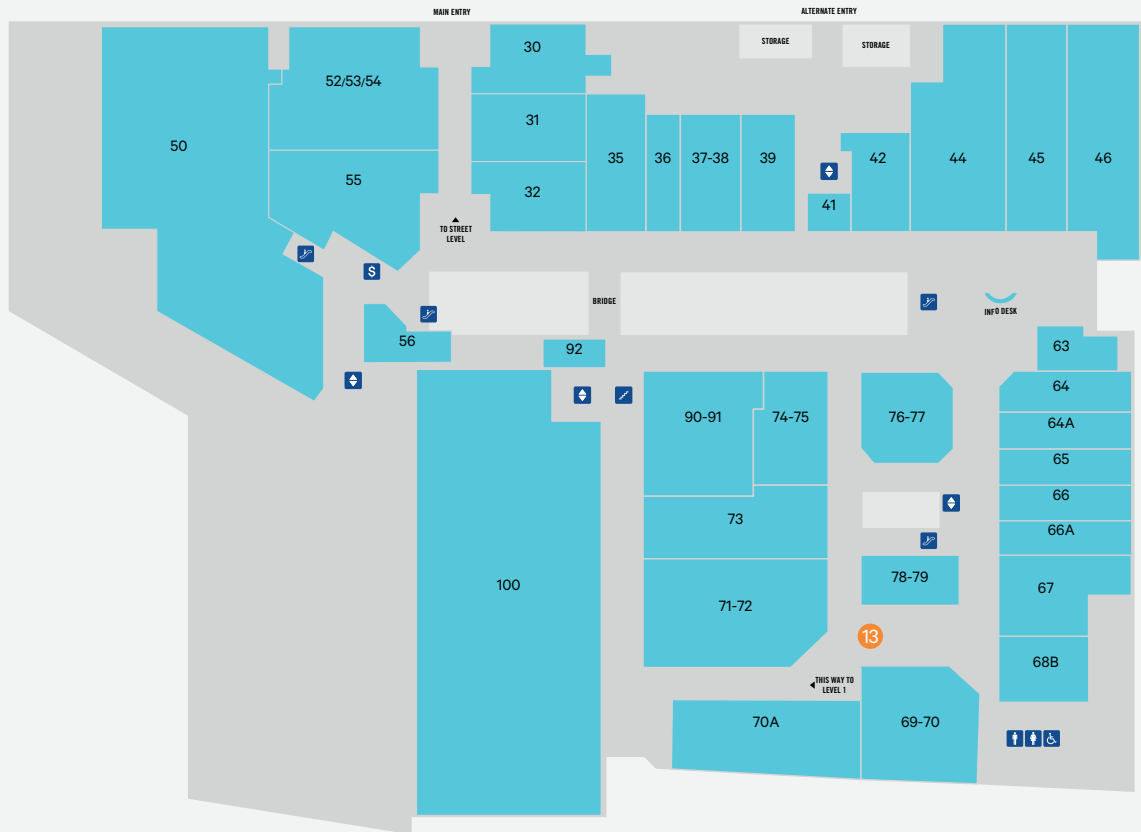 MAIN ENTRY
ALTERNATE ENTRY
STORAGE
STORAGE
30
52/53/54
31
50
35
36
37-38
39
42
44
45
46
55
32
41
TO STREET
LEVEL
$
BRIDGE
INFO DESK
56
92
63
64
90-91
74-75
76-77
64A
65
66
73
66A
100
78-79
67
71-72
13
68B
THIS WAY TO
LEVEL 1
70A
69-70